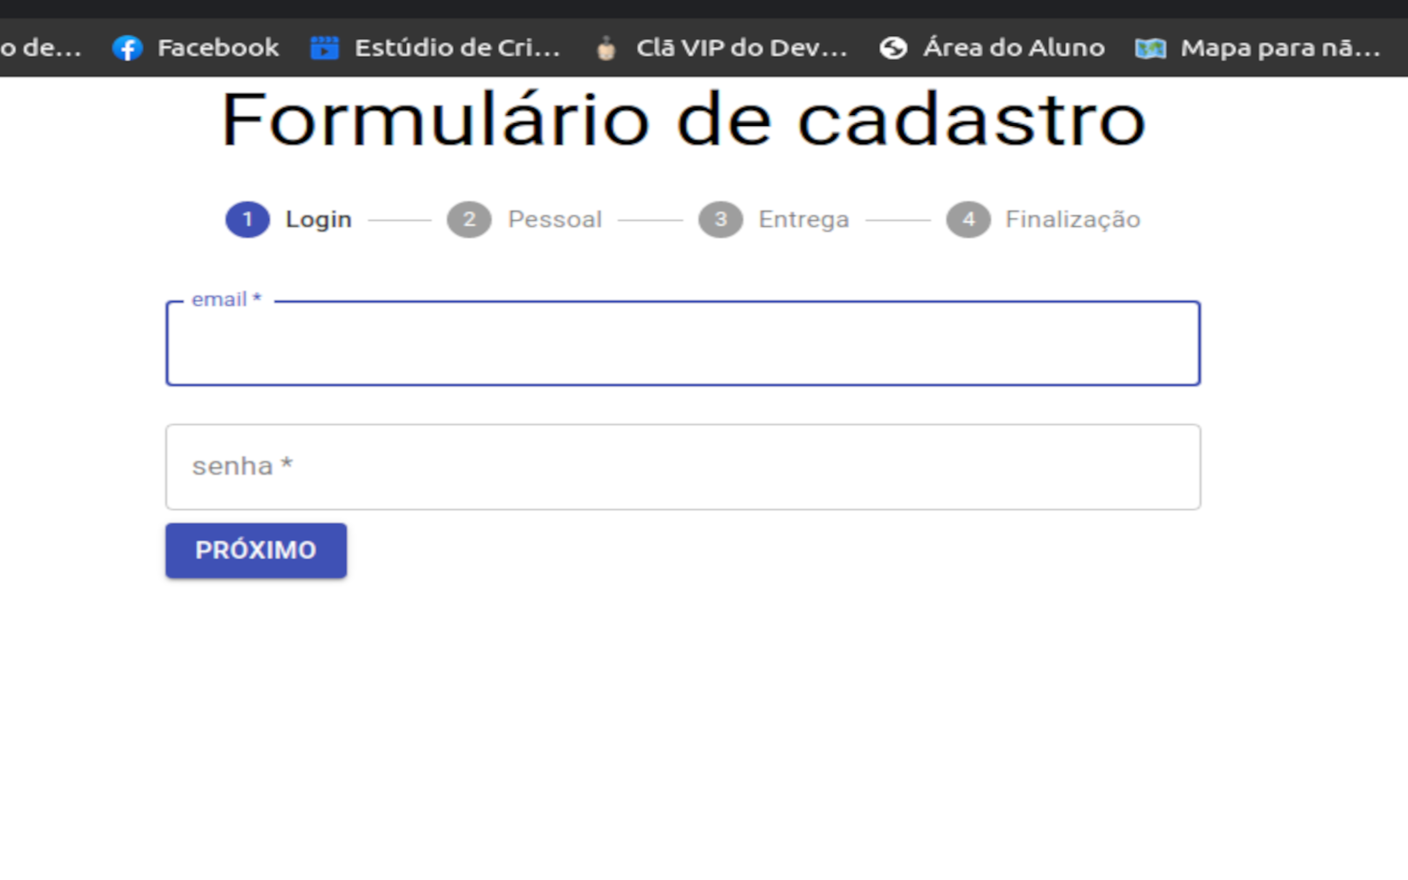 o de... Facebook Estúdio de Cri... Clã VIP do Dev... Área do Aluno Mapa para nã...
Formulário de cadastro
1 Login 2 Pessoal 3 Entrega 4 Finalização
email *
senha *
PRÓXIMO